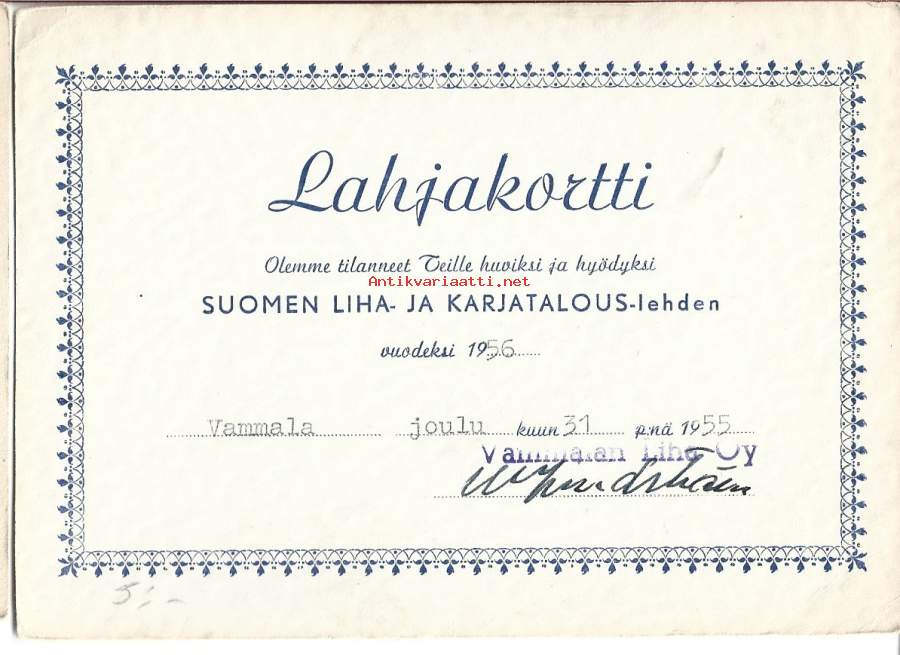 Lahjakortti
Olemme tilanneet Teille huviksi ja hyödyksi
Antikvariaatti.net
SUOMEN LIHA- JA KARJATALOUS-lehden
vuodeksi 1956
Vammala joulu kuun 31 p:nä 1955
Vammalan Liha Oy
5:-